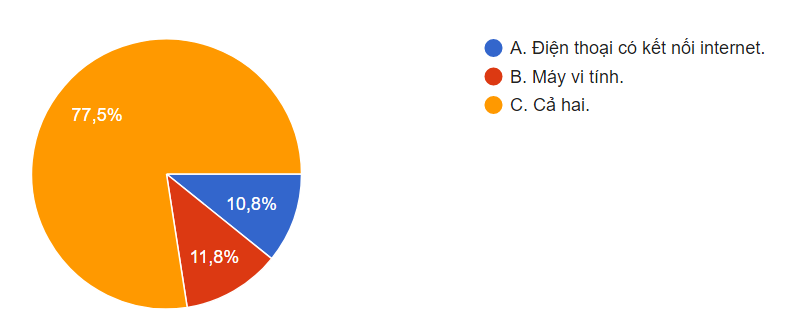 A. Điện thoại có kết nối internet.
B. Máy vi tính.
C. Cả hai.
77,5%
10,8%
11,8%